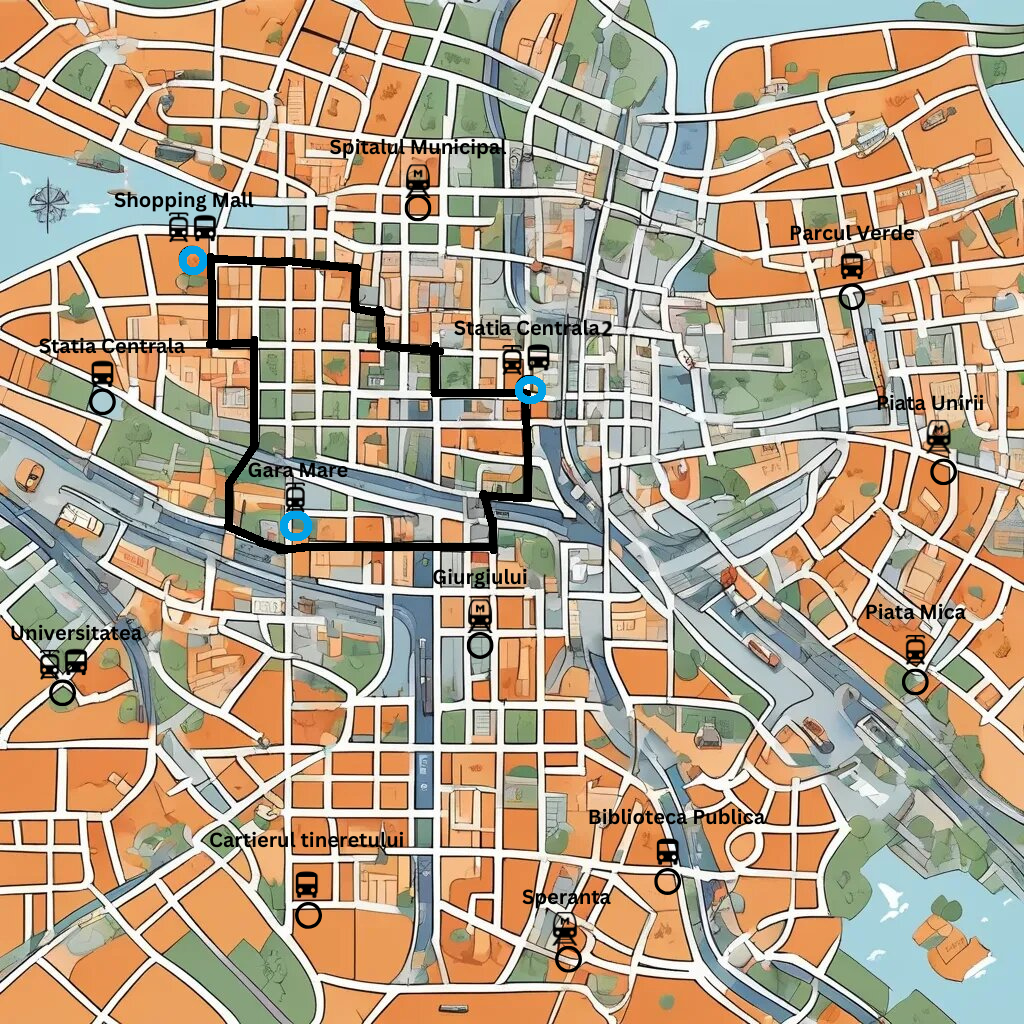 Spitalul Municipal
M
Shopping Mall
Parcul Verde
Statia Centrala2
Statia Centrala
Piata Unirii
M
Gara Mare
Giurgiului
M
Piata Mica
Universitatea
Biblioteca Publica
Cartierul tineretului
Speranta
M